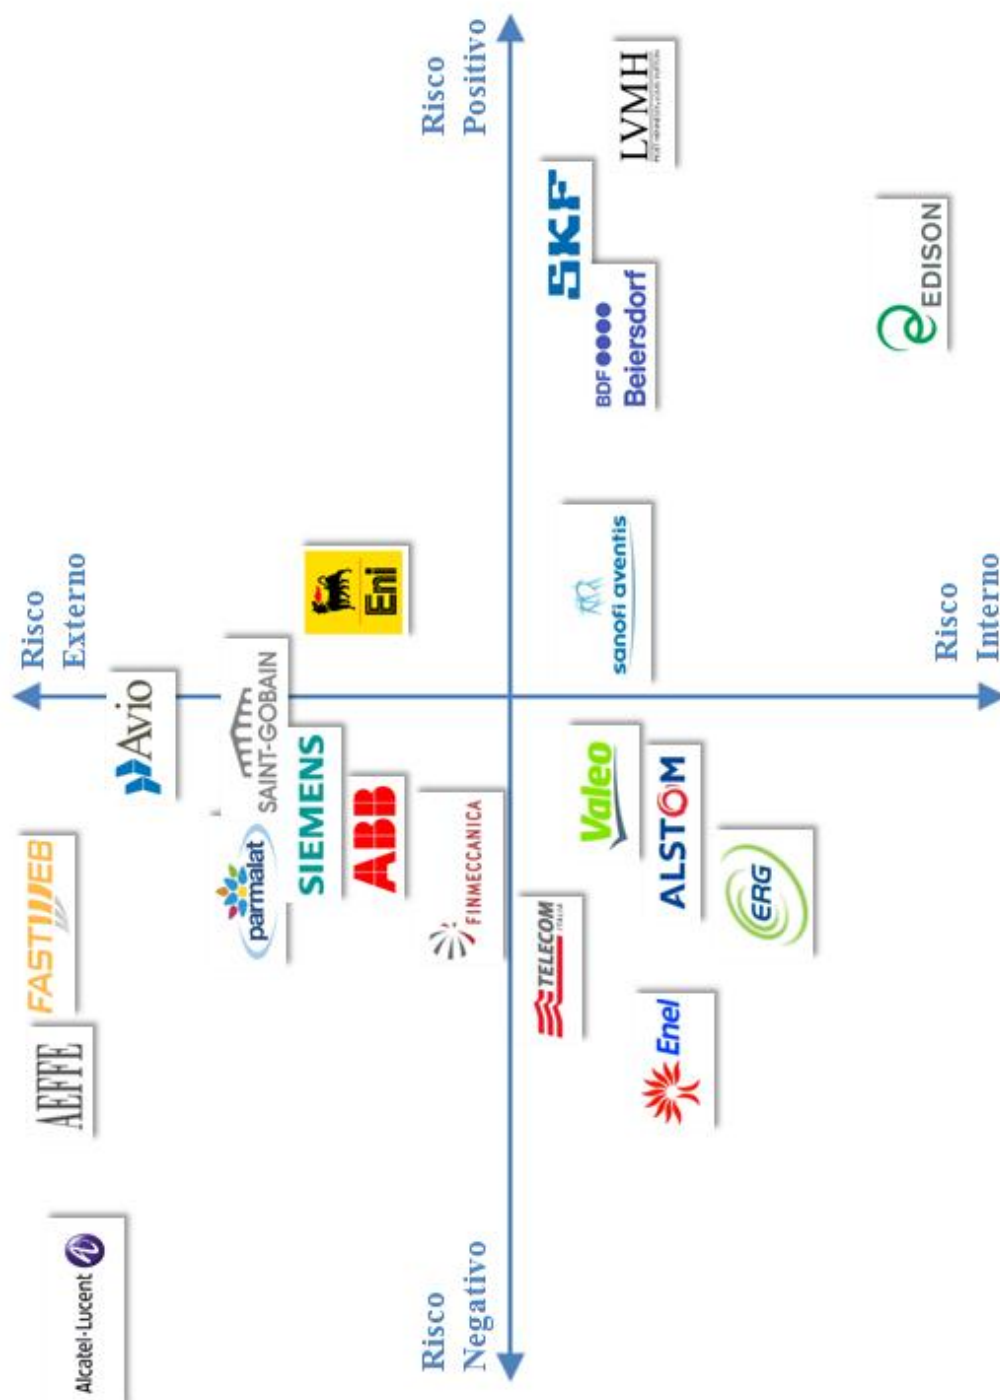 Risco
Externo
FASTWEB
AEFFE
Alcatel·Lucent
Avio
parmalat
SAINT-GOBAIN
SIEMENS
Eni
ABB
Risco
Negativo
Risco
Positivo
FINMECCANICA
TELECOM
ITALIA
SKF
Valeo
BDF
Beiersdorf
sanofi aventis
LVMH
Enel
ALSTOM
ERG
EDISON
Risco
Interno